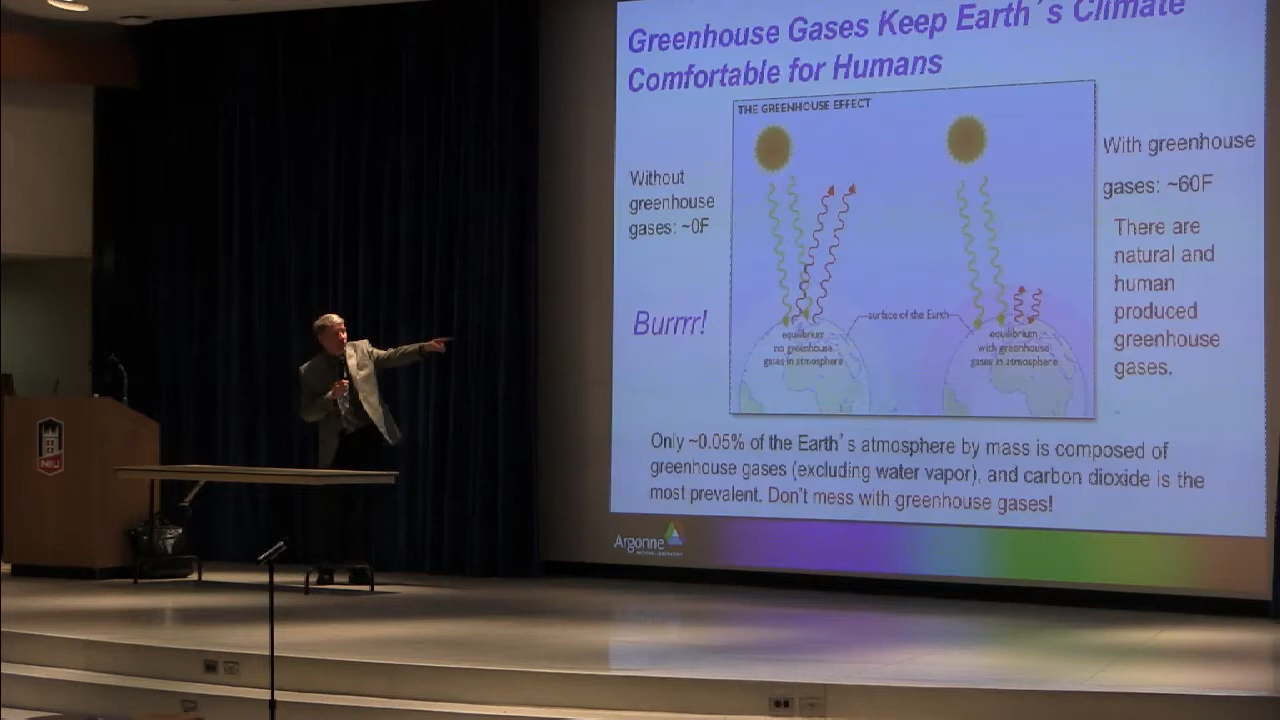 Greenhouse Gases Keep Earth´s Climate
Comfortable for Humans
THE GREENHOUSE EFFECT
Without
greenhouse
gases: ~0F
Burrrr!
With greenhouse
gases: ~60F
There are
natural and
human
produced
greenhouse
gases.
surface of the Earth
equilibrium
no greenhouse
gases in atmosphere
equilibrium
with greenhouse
gases in atmosphere
Only ~0.05% of the Earth´s atmosphere by mass is composed of
greenhouse gases (excluding water vapor), and carbon dioxide is the
most prevalent. Don't mess with greenhouse gases!
Argonne
NATIONAL LABORATORY
NIU